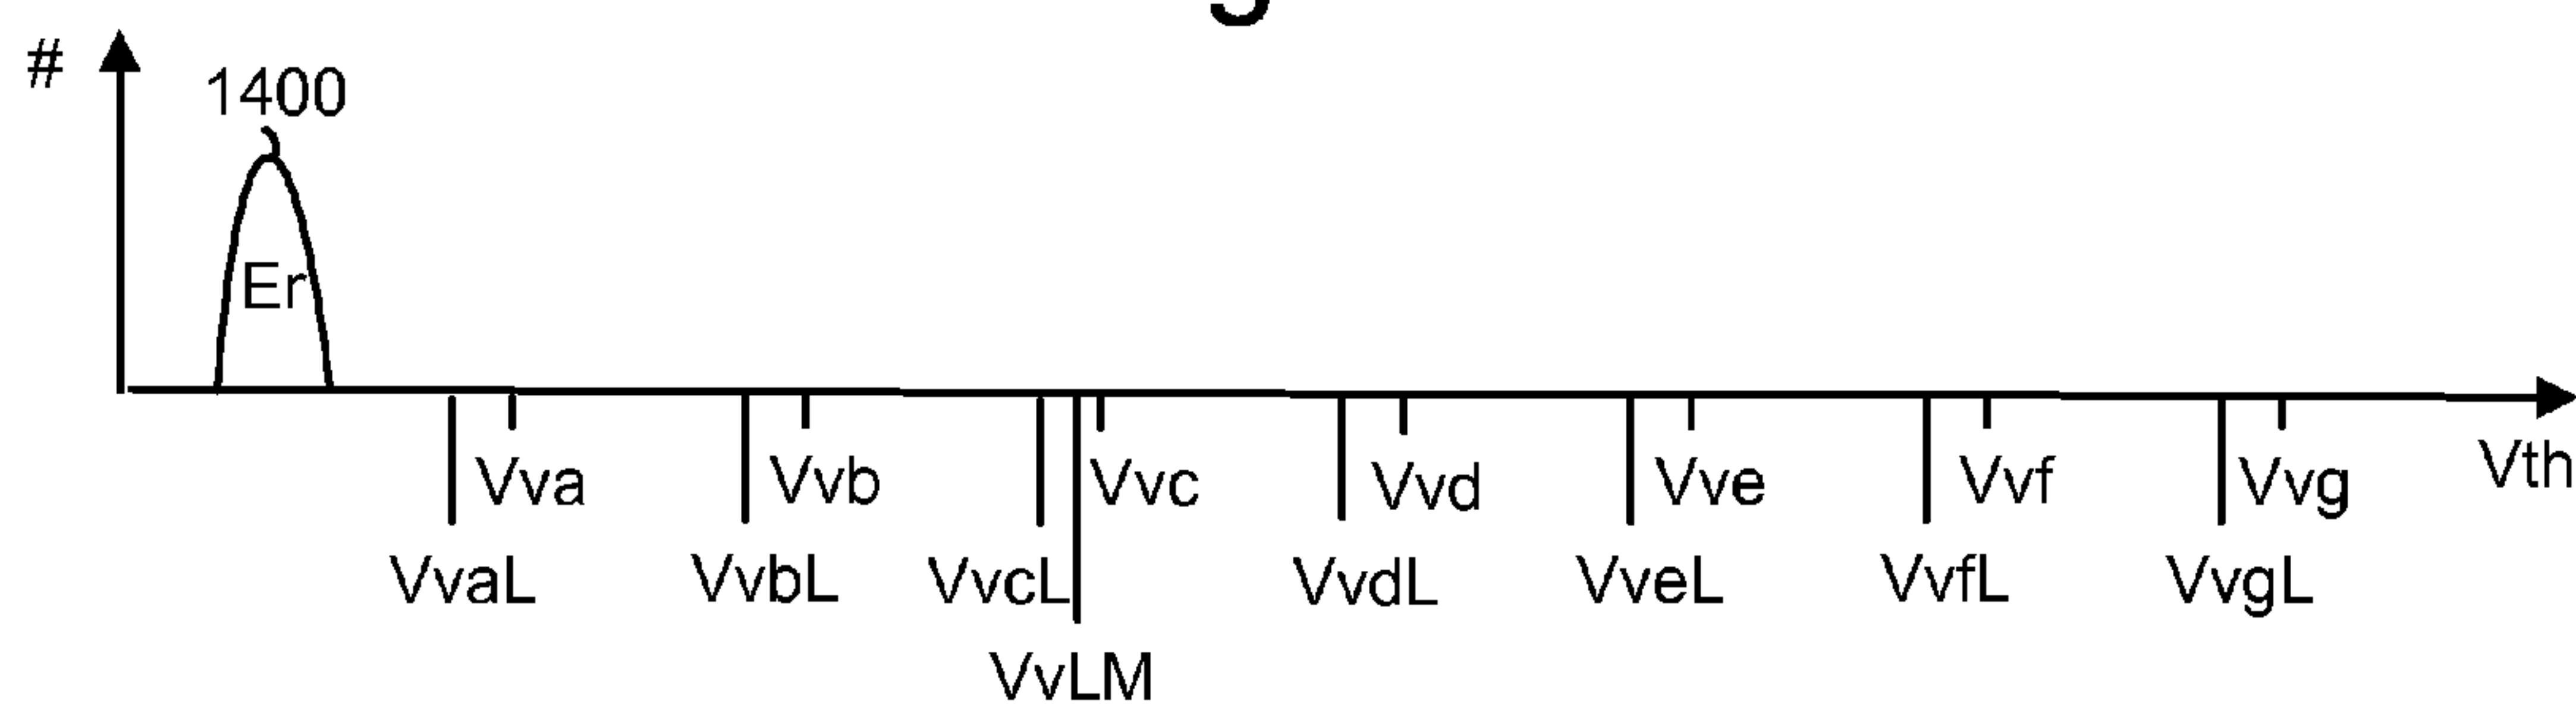 #
1400
Er
Vva Vvb Vvc Vvd Vve Vvf Vvg Vth
VvaL VvbL VvcL VvdL VveL VvfL VvgL
VvLM